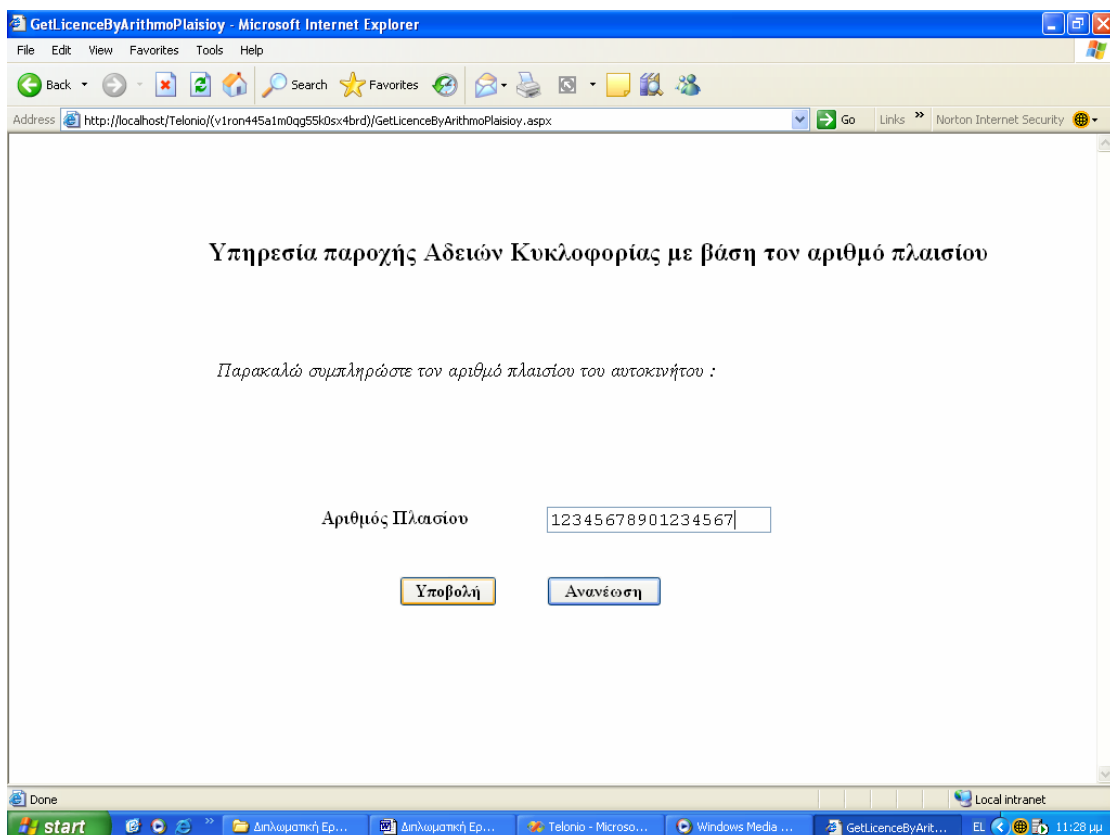 GetLicenceByArithmoPlaisioy - Microsoft Internet Explorer
File Edit View Favorites Tools Help
Back Search Favorites
Address http://localhost/Telonio/(v1ron445a1m0qg55k0sx4brd)/GetLicenceByArithmoPlaisioy.aspx Go Links » Norton Internet Security
Υπηρεσία παροχής Αδειών Κυκλοφορίας με βάση τον αριθμό πλαισίου
Παρακαλώ συμπληρώστε τον αριθμό πλαισίου του αυτοκινήτου :
Αριθμός Πλαισίου 12345678901234567
Υποβολή Ανανέωση
Done Local intranet
start » Διπλωματική Ερ... Διπλωματική Ερ... Telonio - Microso... Windows Media ... GetLicenceByArit... EL 11:28 μμ